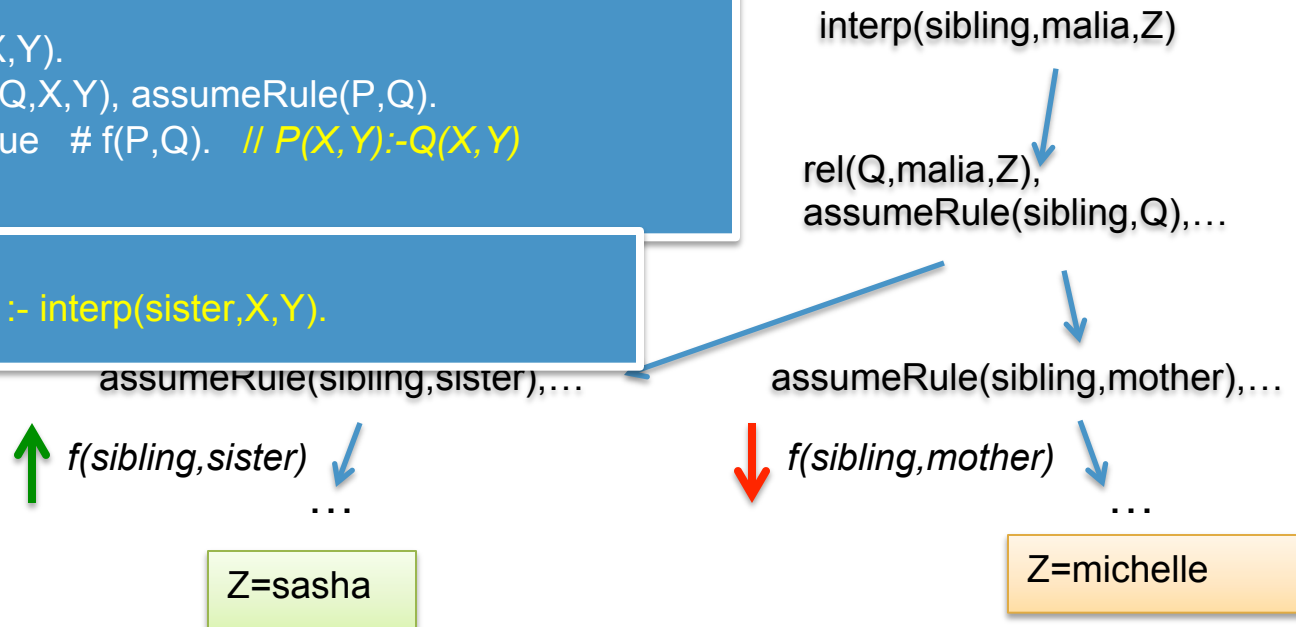 ,Y).
Q,X,Y), assumeRule(P,Q).
ue # f(P,Q). // P(X,Y):-Q(X,Y)
:- interp(sister,X,Y).
interp(sibling,malia,Z)
rel(Q,malia,Z),
assumeRule(sibling,Q),…
assumeRule(sibling,sister),…
assumeRule(sibling,mother),…
f(sibling,sister)
f(sibling,mother)
…
…
Z=sasha
Z=michelle